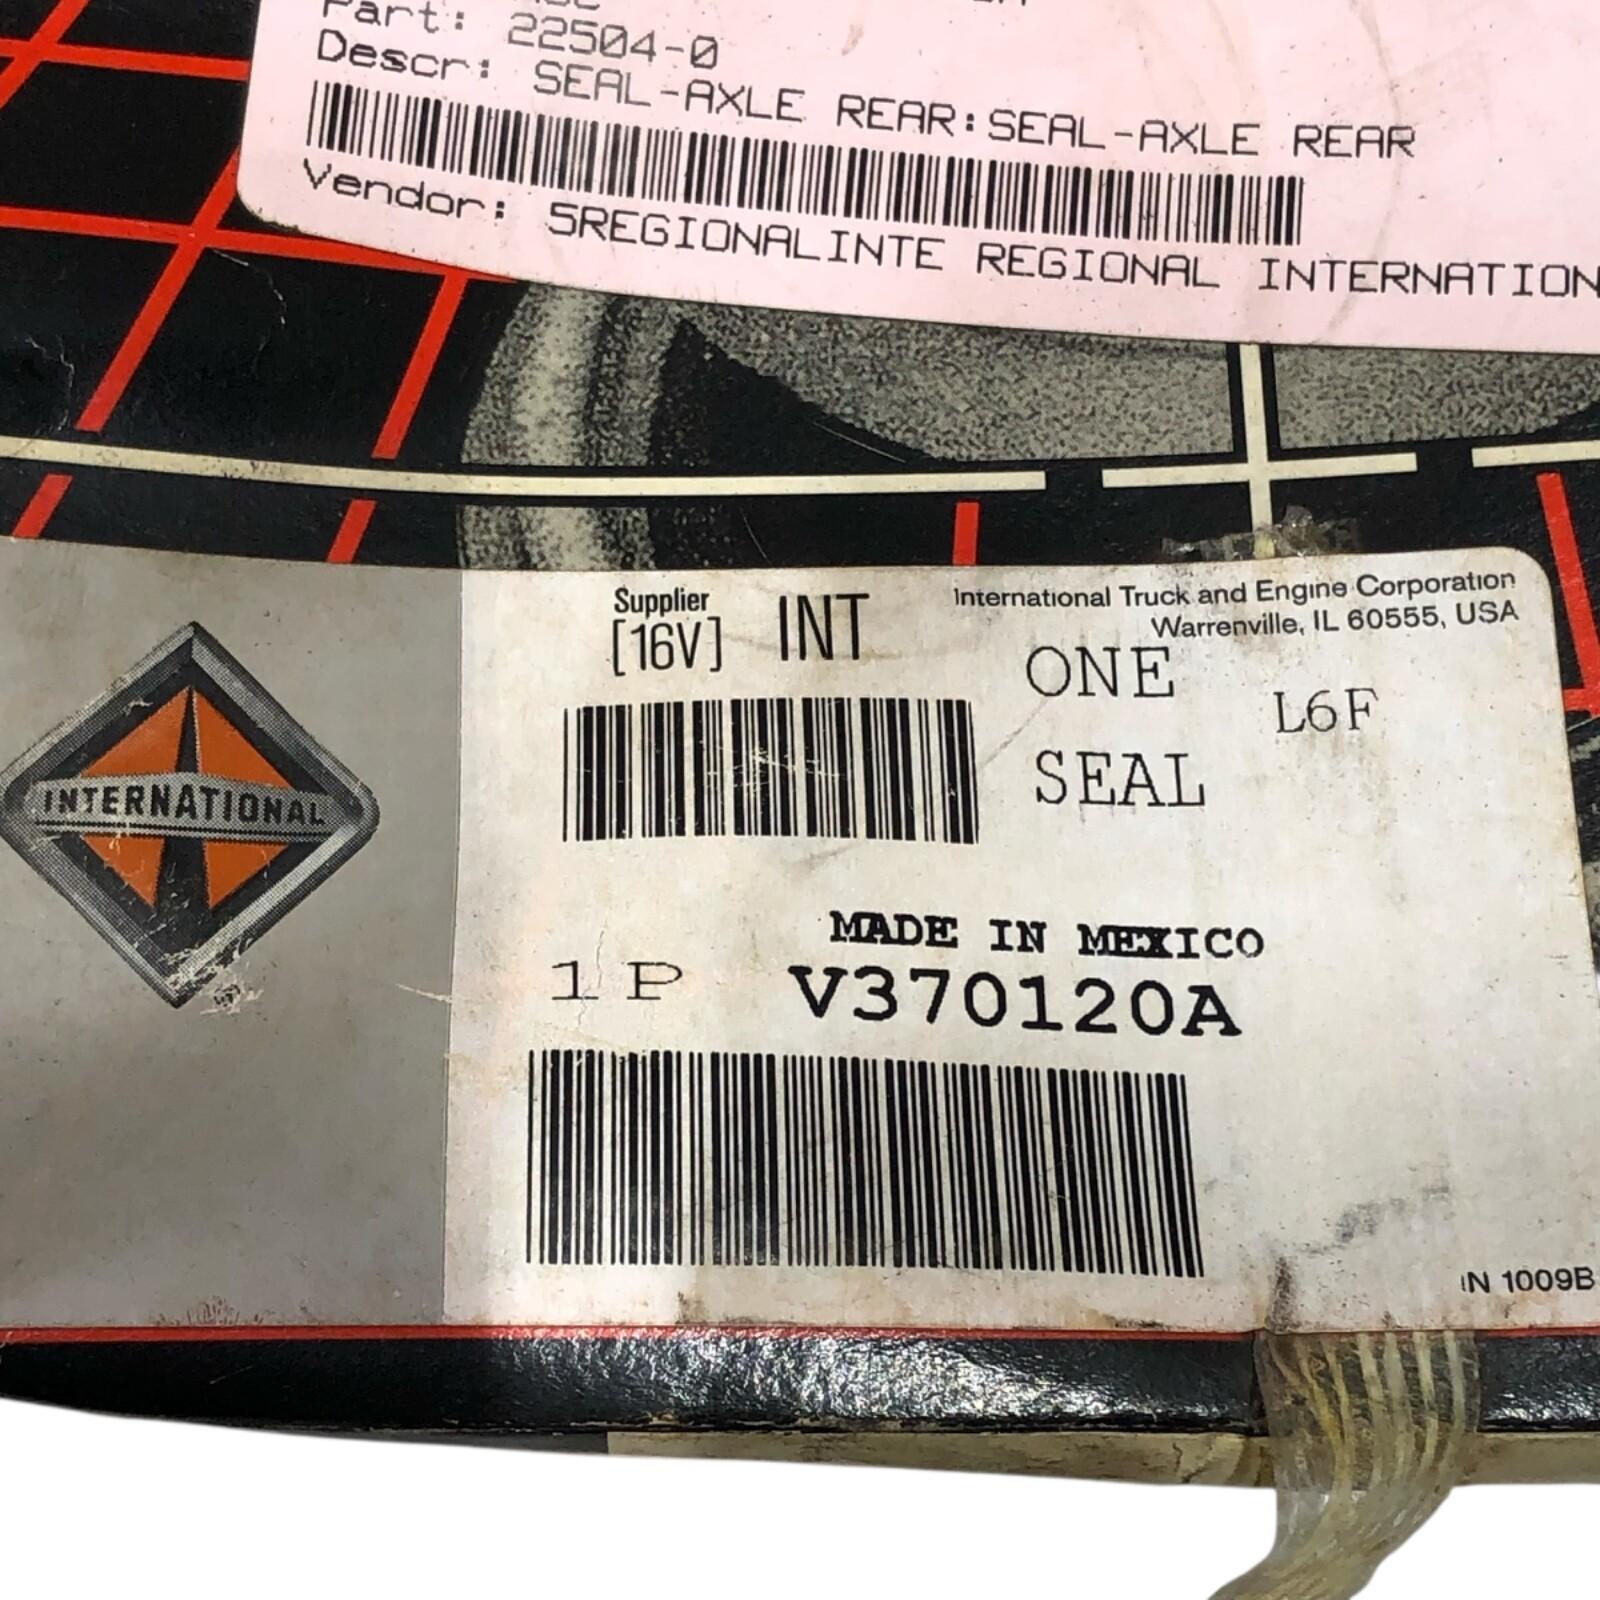 Part: 22504-0
Descr: SEAL-AXLE REAR:SEAL-AXLE REAR
Vendor: 5REGIONALINTE REGIONAL INTERNATION
Supplier
[16V]
INT
International Truck and Engine Corporation
Warrenville, IL 60555, USA
ONE
L6F
SEAL
INTERNATIONAL
MADE IN MEXICO
1P V370120A
IN 1009B